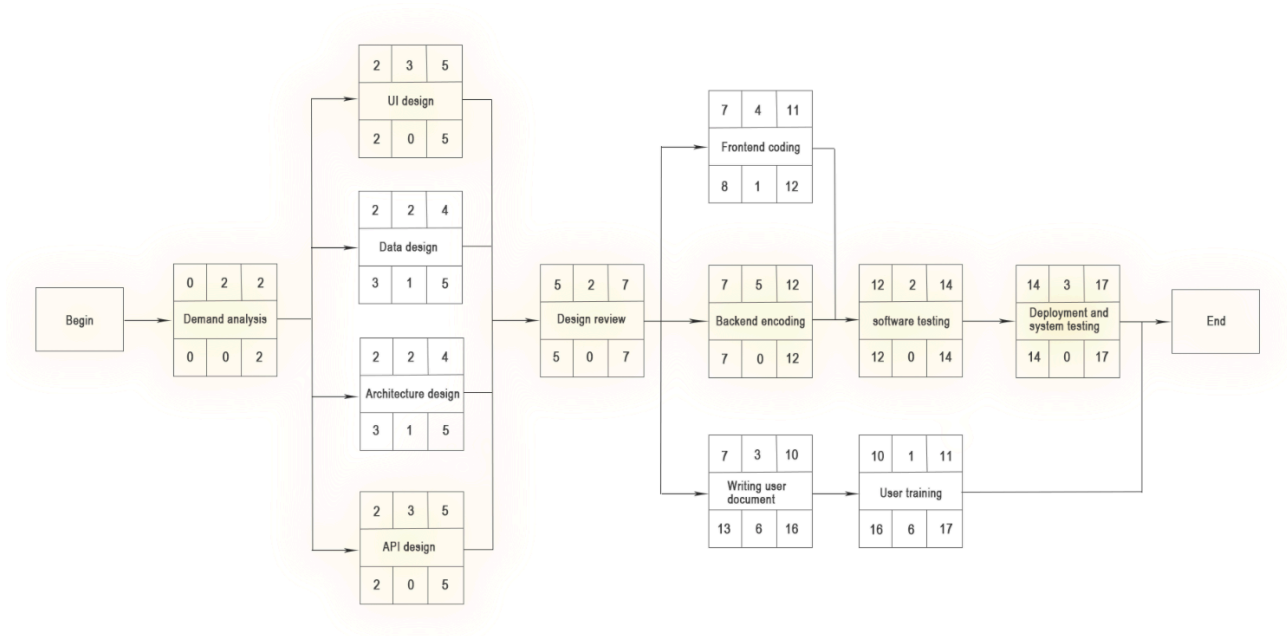 Begin
0 2 2
Demand analysis
0 0 2
2 3 5
UI design
2 0 5
2 2 4
Data design
3 1 5
2 2 4
Architecture design
3 1 5
2 3 5
API design
2 0 5
5 2 7
Design review
5 0 7
7 4 11
Frontend coding
8 1 12
7 5 12
Backend encoding
7 0 12
7 3 10
Writing user
document
13 6 16
12 2 14
software testing
12 0 14
10 1 11
User training
16 6 17
14 3 17
Deployment and
system testing
14 0 17
End